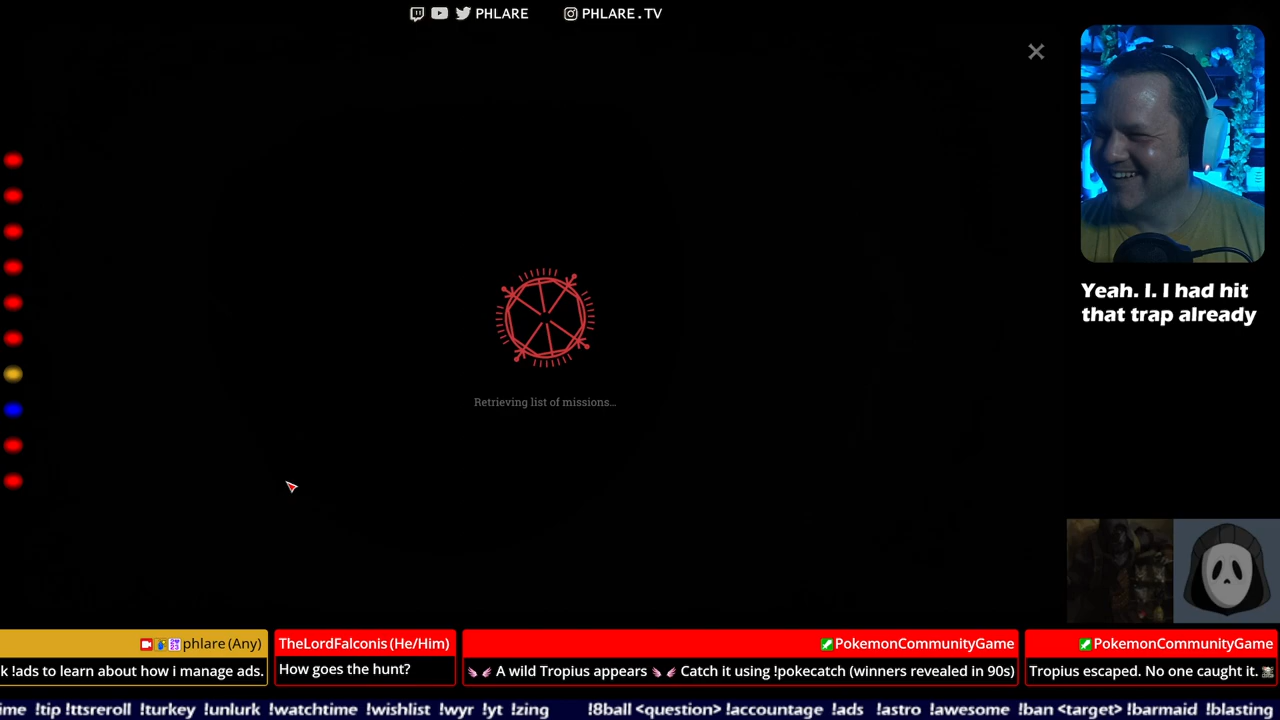 PHLARE PHLARE.TV
Yeah. I. I had hit
that trap already
Retrieving list of missions...
phlare (Any)
k !ads to learn about how i manage ads.
TheLordFalconis (He/Him)
How goes the hunt?
PokemonCommunityGame
A wild Tropius appears Catch it using !pokecatch (winners revealed in 90s)
PokemonCommunityGame
Tropius escaped. No one caught it.
ime !tip !ttsreroll !turkey !unlurk !watchtime !wishlist !wyr !yt !zing !8ball <question> !accountage !ads !astro !awesome !ban <target> !barmaid !blasting